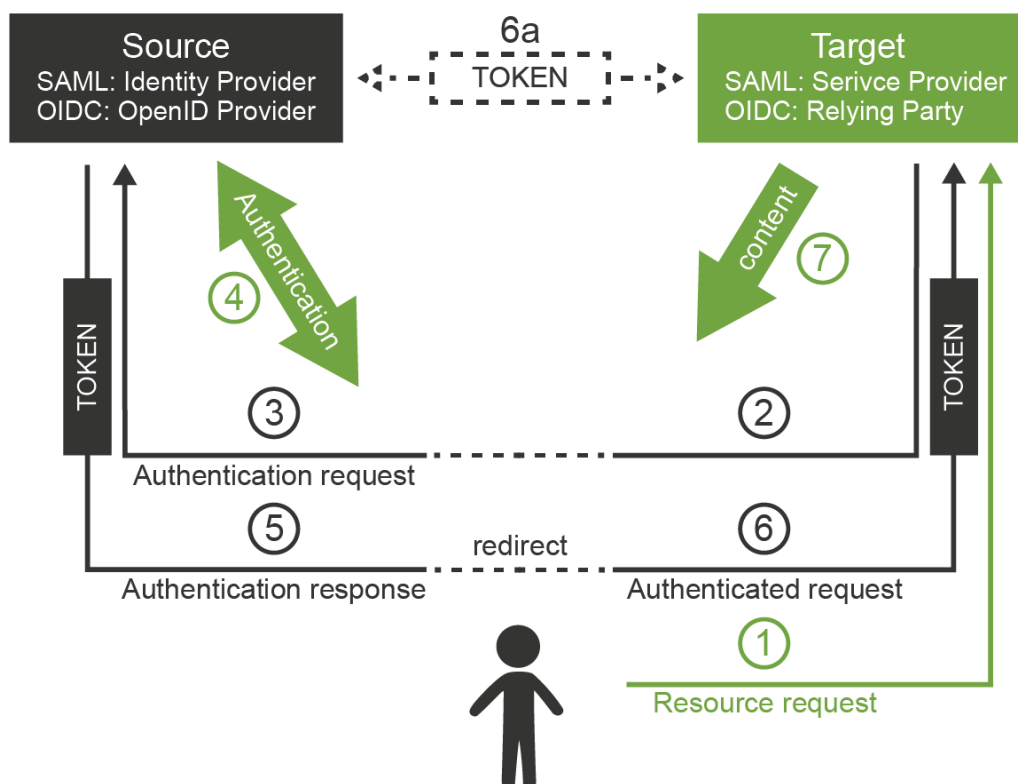 6a
Source
SAML: Identity Provider
OIDC: OpenID Provider
TOKEN
Target
SAML: Serivce Provider
OIDC: Relying Party
Authentication
4
content
7
TOKEN
TOKEN
3
2
Authentication request
5
redirect
6
Authentication response
Authenticated request
1
Resource request